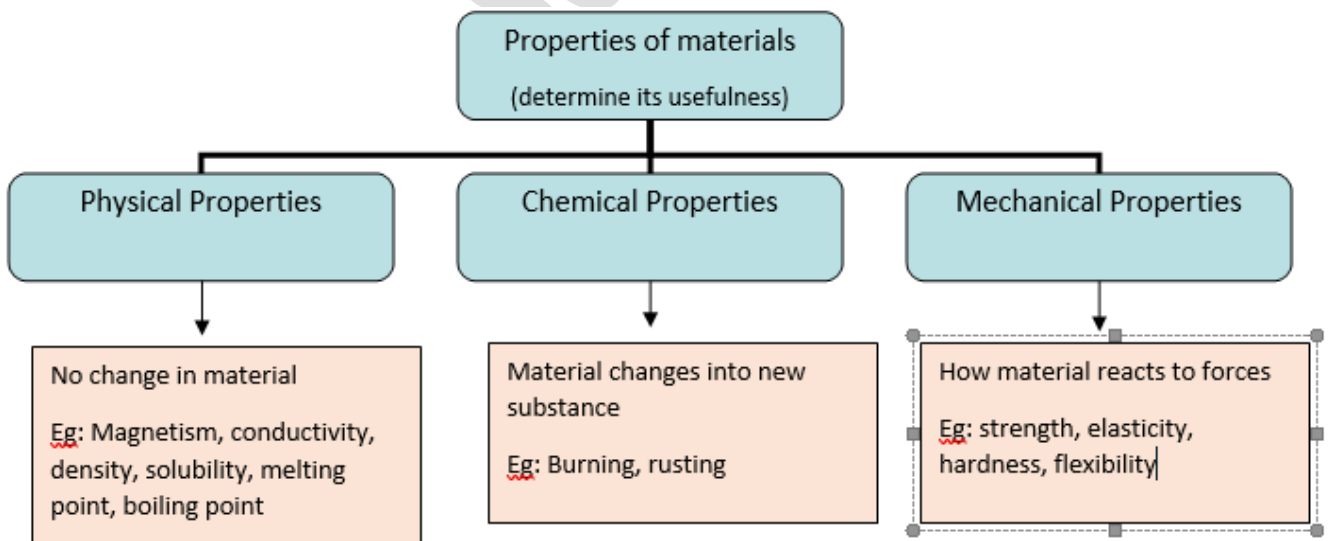 Properties of materials
(determine its usefulness)
Physical Properties
Chemical Properties
Mechanical Properties
No change in material
Eg: Magnetism, conductivity,
density, solubility, melting
point, boiling point
Material changes into new
substance
Eg: Burning, rusting
How material reacts to forces
Eg: strength, elasticity,
hardness, flexibility